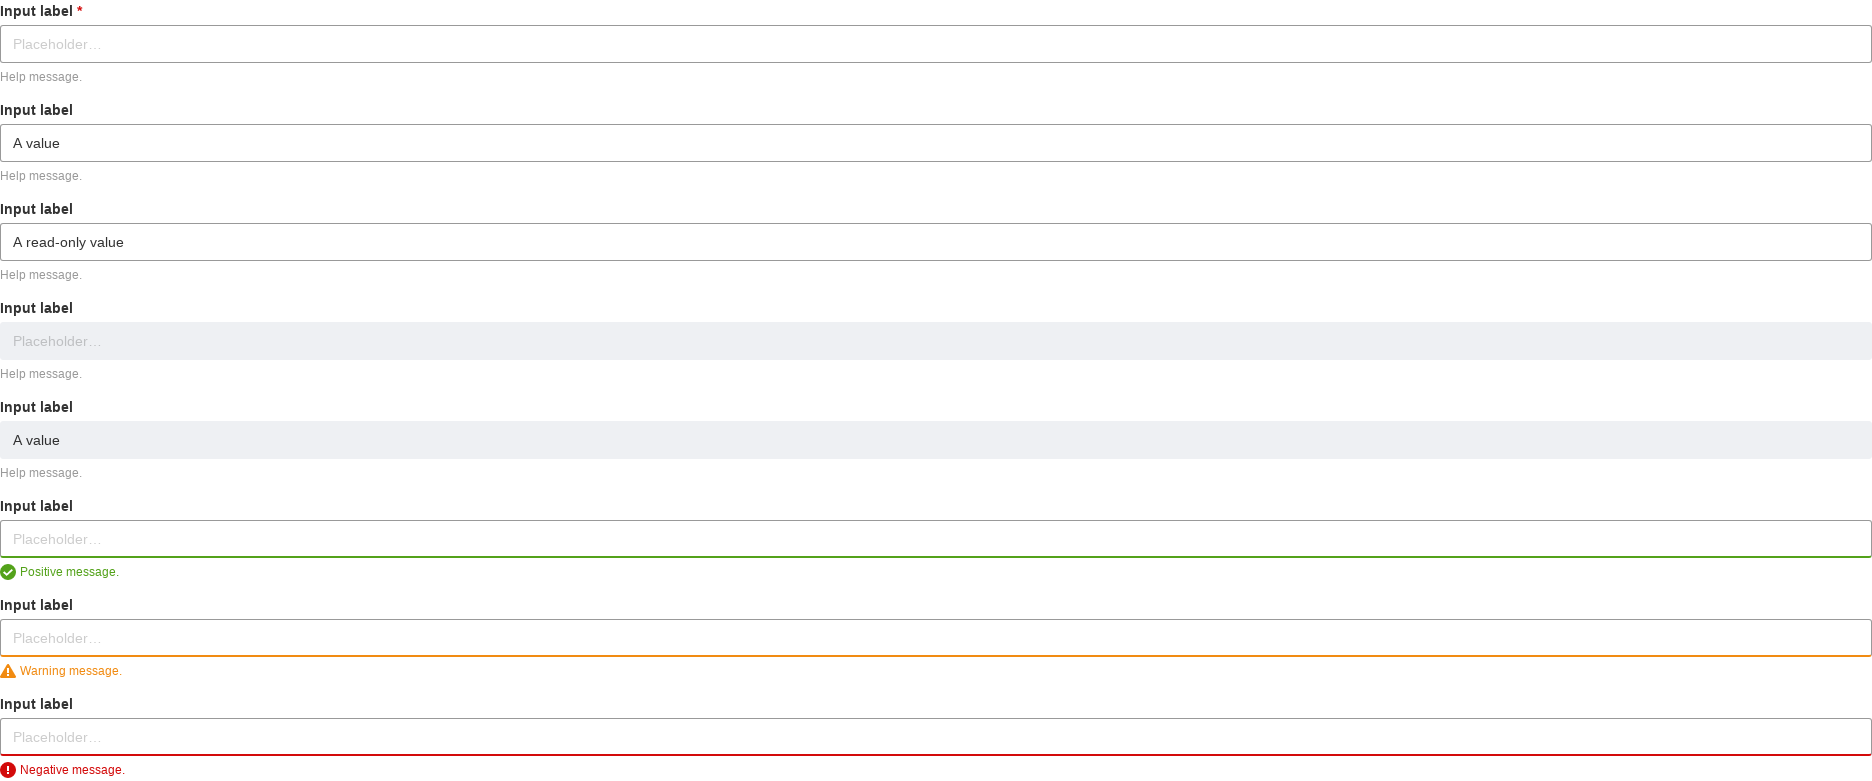 Input label *
Placeholder…
Help message.
Input label
A value
Help message.
Input label
A read-only value
Help message.
Input label
Placeholder…
Help message.
Input label
A value
Help message.
Input label
Placeholder…
Positive message.
Input label
Placeholder…
Warning message.
Input label
Placeholder…
Negative message.